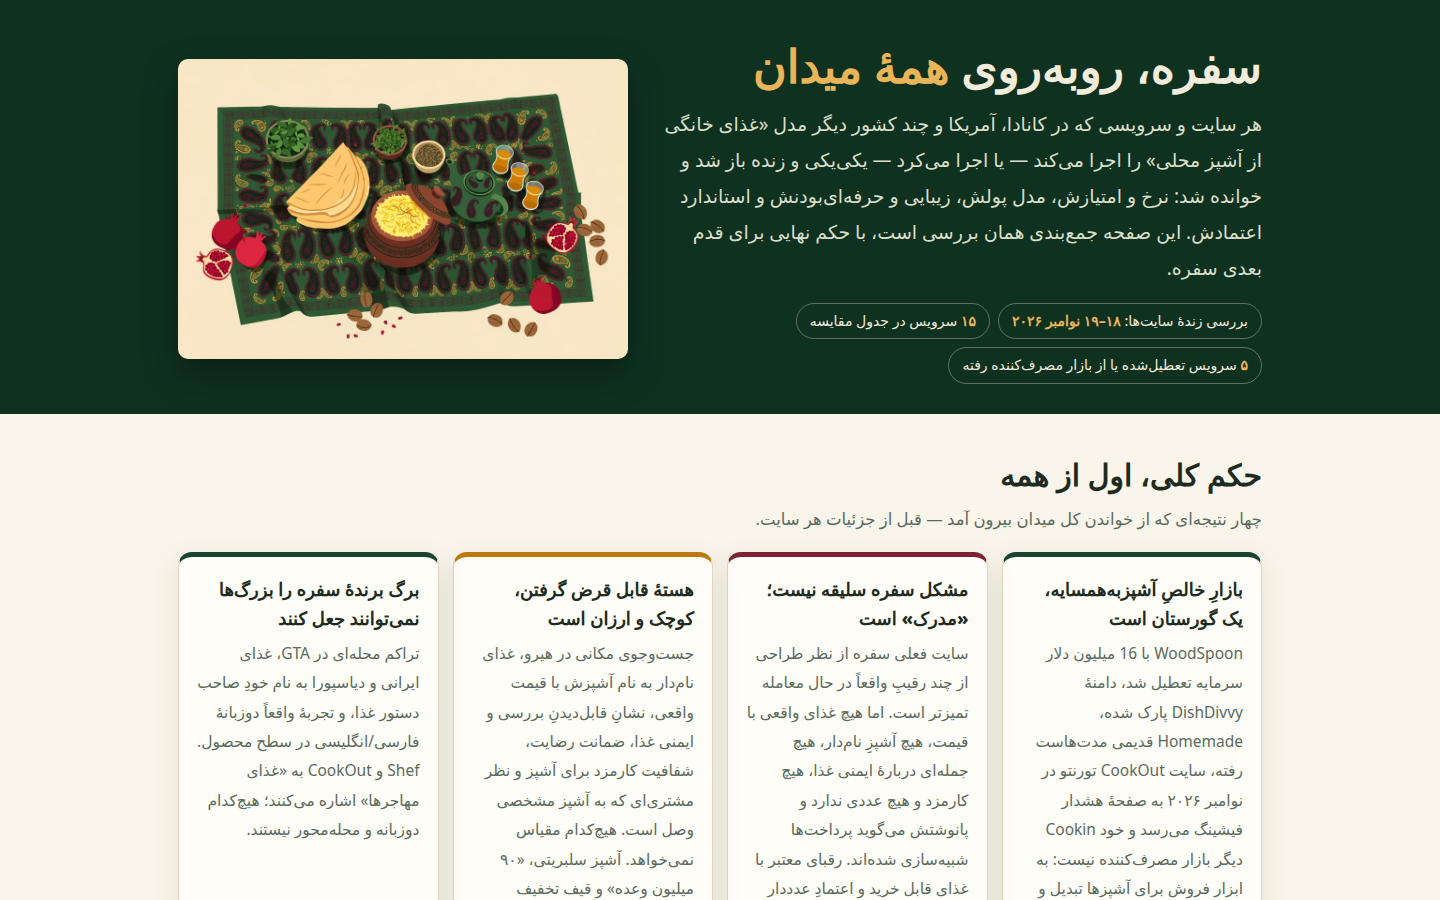 سفره، روبه‌روی همهٔ میدان
هر سایت و سرویسی که در کانادا، آمریکا و چند کشور دیگر مدل «غذای خانگی
از آشپز محلی» را اجرا می‌کند — یا اجرا می‌کرد — یکی‌یکی و زنده باز شد و
خوانده شد: نرخ و امتیازش، مدل پولش، زیبایی و حرفه‌ای‌بودنش و استاندارد
اعتمادش. این صفحه جمع‌بندی همان بررسی است، با حکم نهایی برای قدم
بعدی سفره.
بررسی زندهٔ سایت‌ها: ۱۸–۱۹ نوامبر ۲۰۲۶
۱۵ سرویس در جدول مقایسه
۵ سرویس تعطیل‌شده یا از بازار مصرف‌کننده رفته
حکم کلی، اول از همه
چهار نتیجه‌ای که از خواندن کل میدان بیرون آمد — قبل از جزئیات هر سایت.
بازارِ خالصِ آشپزبه‌همسایه،
یک گورستان است
WoodSpoon با 16 میلیون دلار
سرمایه تعطیل شد، دامنهٔ
DishDivvy پارک شده،
Homemade قدیمی مدت‌هاست
رفته، سایت CookOut تورنتو در
نوامبر ۲۰۲۶ به صفحهٔ هشدار
فیشینگ می‌رسد و خود Cookin
دیگر بازار مصرف‌کننده نیست: به
ابزار فروش برای آشپزها تبدیل و
مشکل سفره سلیقه نیست؛
«مدرک» است
سایت فعلی سفره از نظر طراحی
از چند رقیبِ واقعاً در حال معامله
تمیزتر است. اما هیچ غذای واقعی با
قیمت، هیچ آشپزِ نام‌دار، هیچ
جمله‌ای دربارهٔ ایمنی غذا، هیچ
کارمزد و هیچ عددی ندارد و
پانوشتش می‌گوید پرداخت‌ها
شبیه‌سازی شده‌اند. رقبای معتبر با
غذای قابل خرید و اعتمادِ عدددار
هستهٔ قابل قرض گرفتن،
کوچک و ارزان است
جست‌وجوی مکانی در هیرو، غذای
نام‌دار به نام آشپزش با قیمت
واقعی، نشانِ قابل‌دیدنِ بررسی و
ایمنی غذا، ضمانت رضایت،
شفافیت کارمزد برای آشپز و نظر
مشتری‌ای که به آشپز مشخصی
وصل است. هیچ‌کدام مقیاس
نمی‌خواهد. آشپز سلبریتی، «۹۰
میلیون وعده» و قیف تخفیف
برگ برندهٔ سفره را بزرگ‌ها
نمی‌توانند جعل کنند
تراکم محله‌ای در GTA، غذای
ایرانی و دیاسپورا به نام خودِ صاحب
دستور غذا، و تجربهٔ واقعاً دوزبانهٔ
فارسی/انگلیسی در سطح محصول.
Shef و CookOut به «غذای
مهاجرها» اشاره می‌کنند؛ هیچ‌کدام
دوزبانه و محله‌محور نیستند.